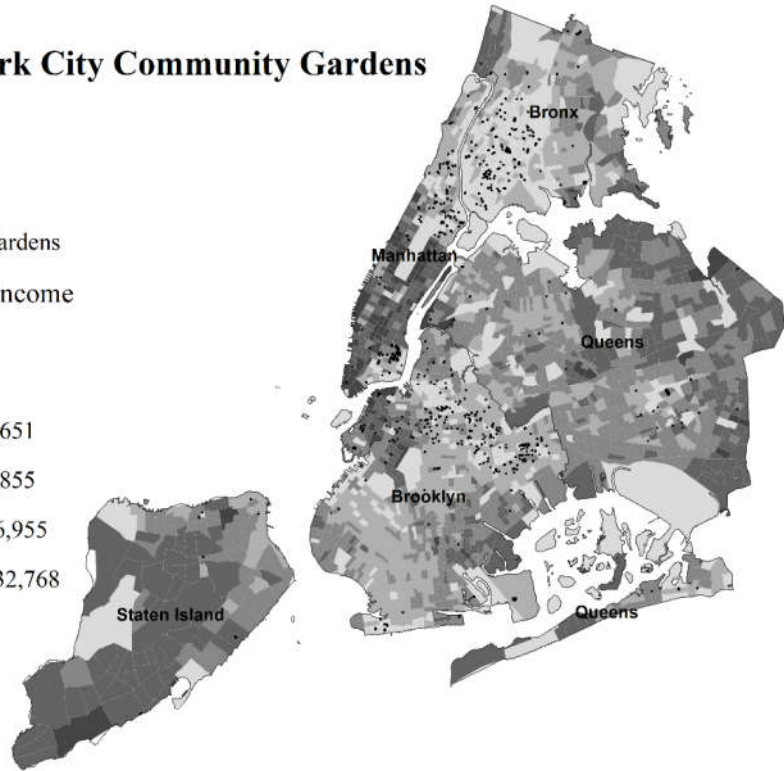 rk City Community Gardens
ardens
ncome
651
855
6,955
32,768
Bronx
Manhattan
Queens
Brooklyn
Staten Island
Queens